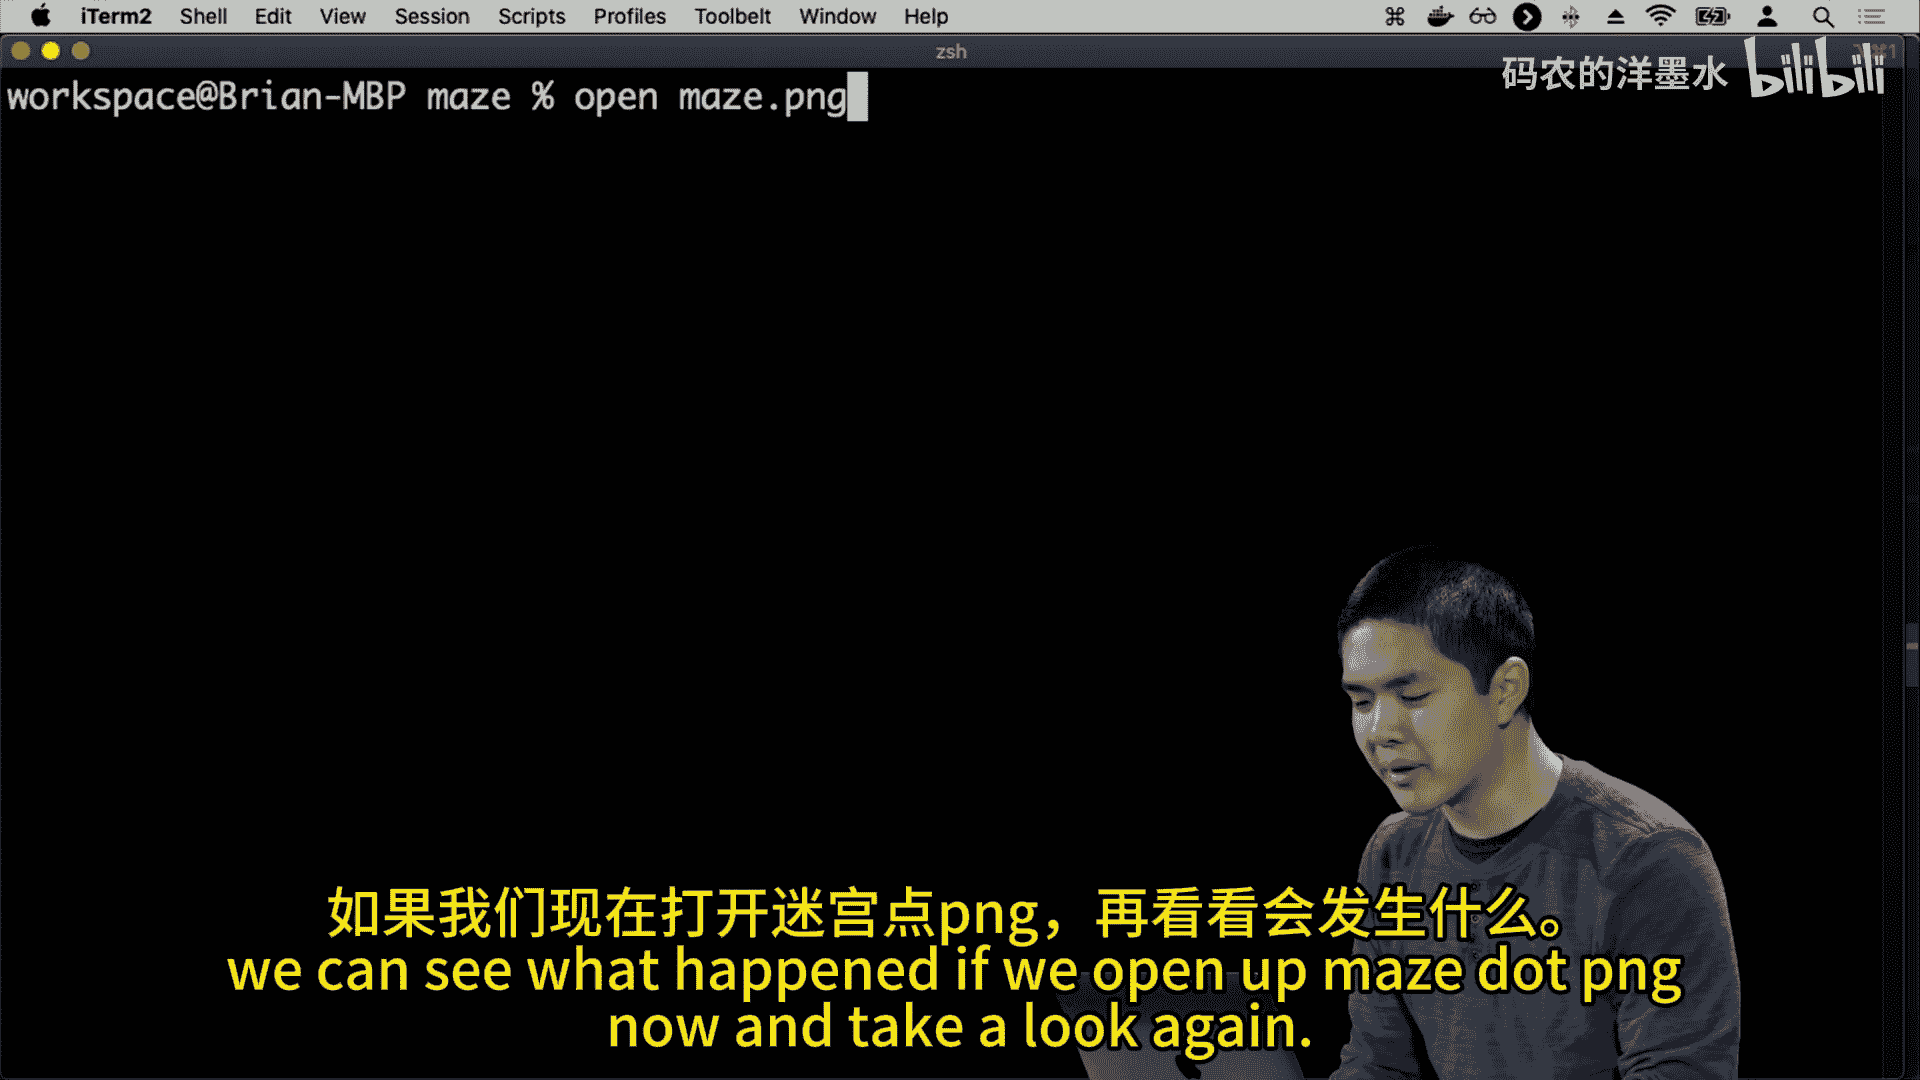 iTerm2 Shell Edit View Session Scripts Profiles Toolbelt Window Help
zsh
码农的洋墨水 bilibili
workspace@Brian-MBP maze % open maze.png
如果我们现在打开迷宫点png，再看看会发生什么。
we can see what happened if we open up maze dot png
now and take a look again.